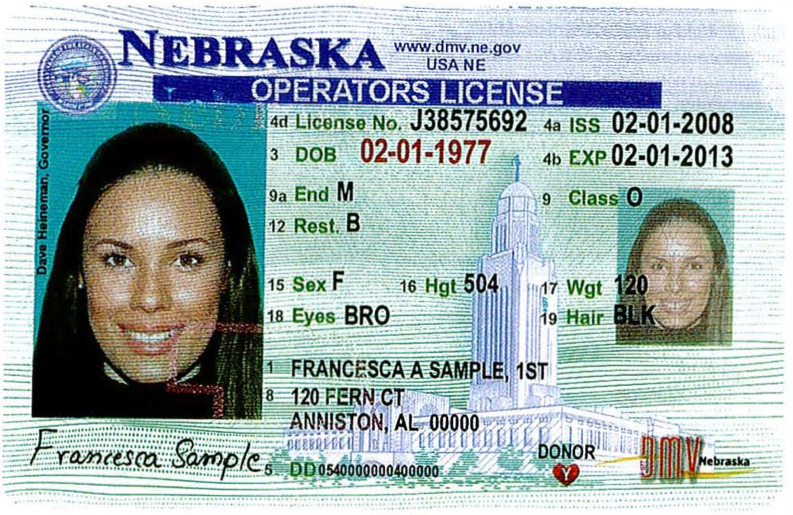 NEBRASKA
www.dmv.ne.gov
USA NE
OPERATORS LICENSE
Dave Heineman, Governor
4d License No. J38575692 4a ISS 02-01-2008
3 DOB 02-01-1977 4b EXP 02-01-2013
9a End M 9 Class O
12 Rest. B
15 Sex F 16 Hgt 504 17 Wgt 120
18 Eyes BRO 19 Hair BLK
1 FRANCESCA A SAMPLE, 1ST
8 120 FERN CT
ANNISTON, AL 00000
Francesca Sample
5 DD0540000000400000
DONOR
Y
DMV Nebraska